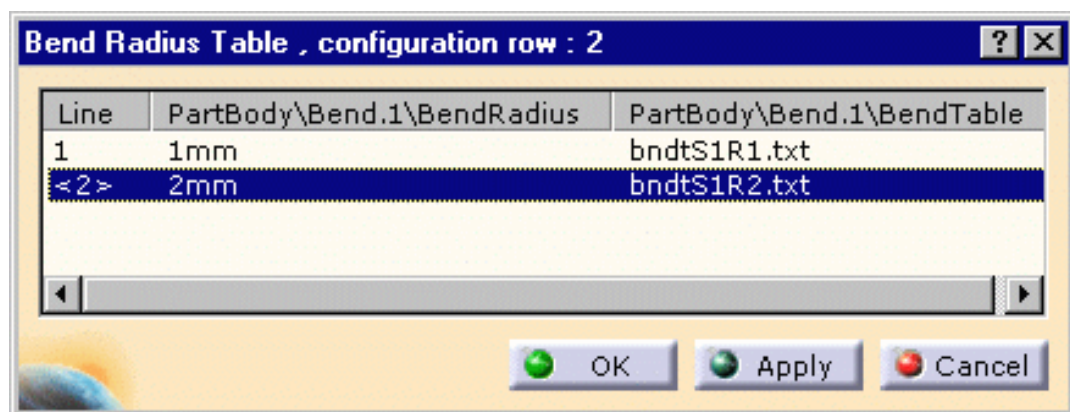 Bend Radius Table , configuration row : 2
?
Line PartBody\Bend.1\BendRadius PartBody\Bend.1\BendTable
1 1mm bndtS1R1.txt
<2> 2mm bndtS1R2.txt
OK Apply Cancel